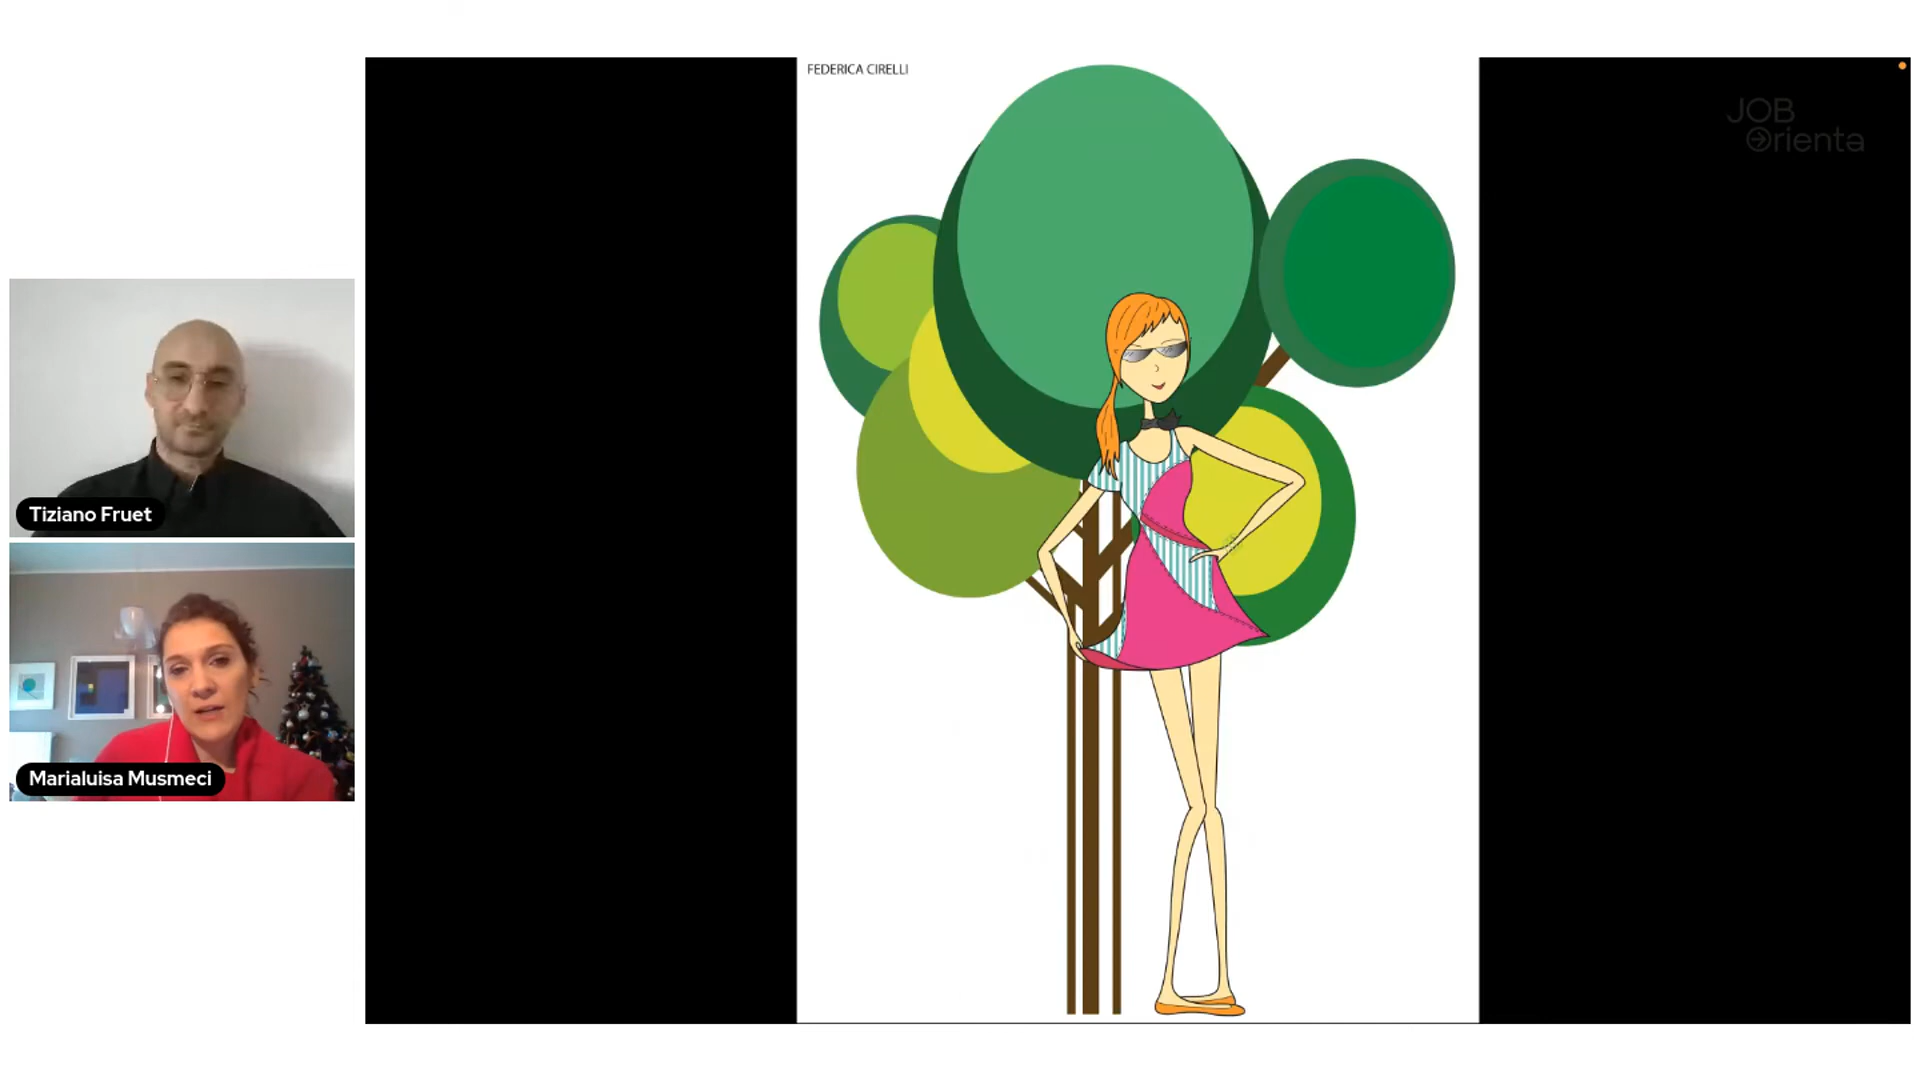 FEDERICA CIRELLI
JOB
Orienta
Tiziano Fruet
Marialuisa Musmeci